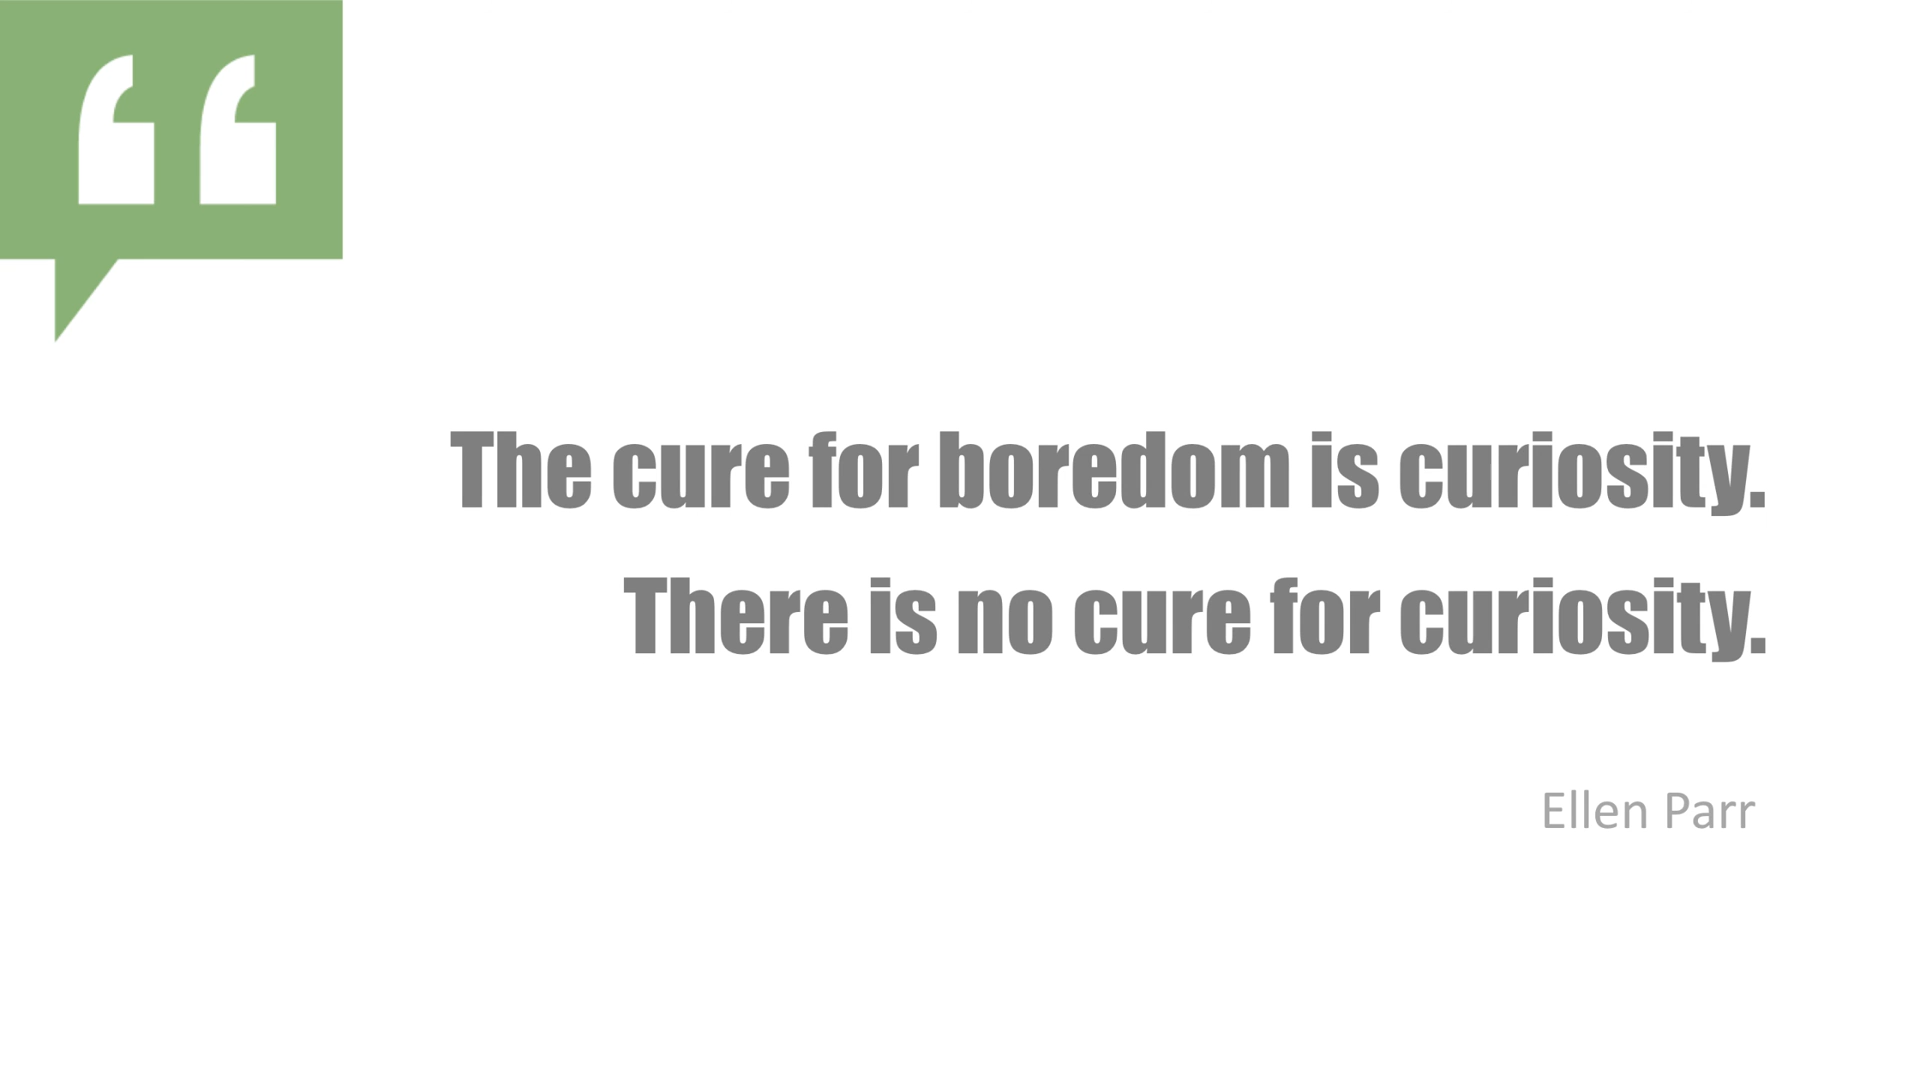 The cure for boredom is curiosity.
There is no cure for curiosity.
Ellen Parr